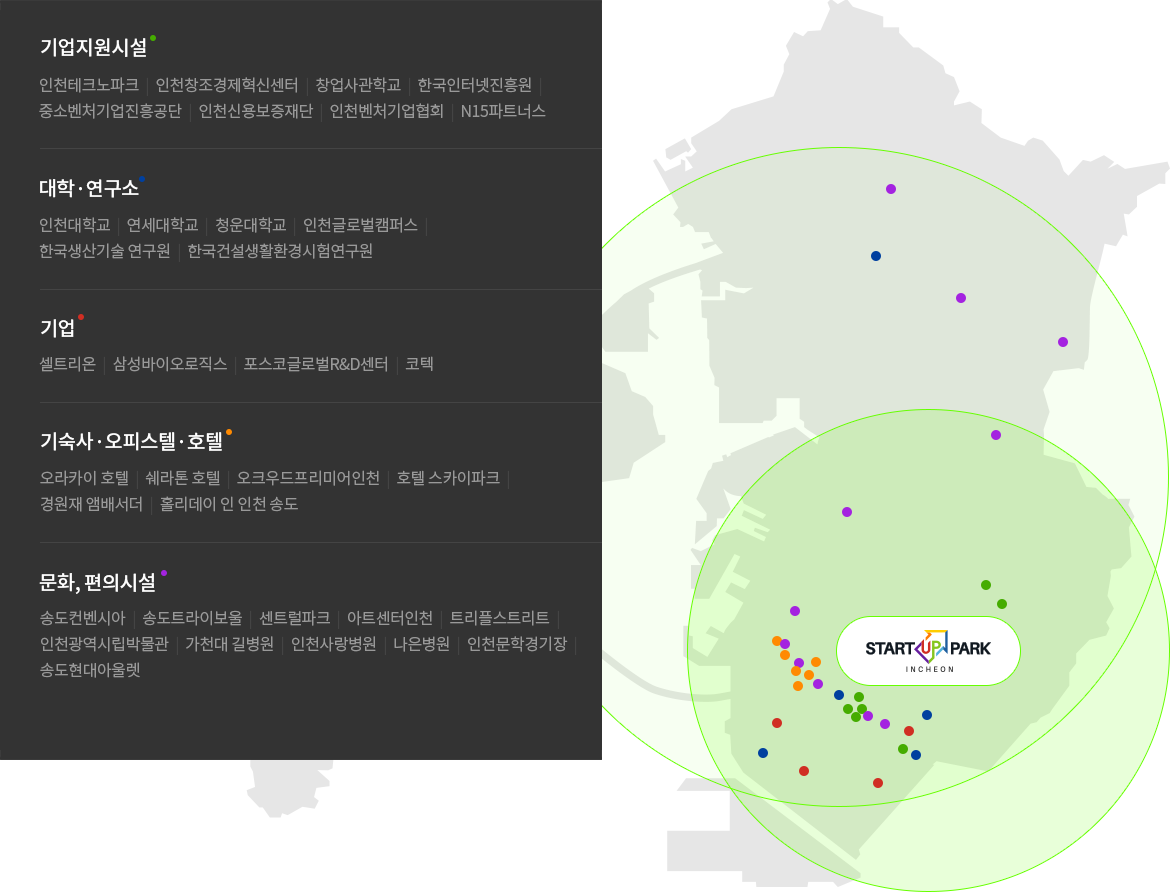 기업지원시설
인천테크노파크 인천창조경제혁신센터 창업사관학교 한국인터넷진흥원
중소벤처기업진흥공단 인천신용보증재단 인천벤처기업협회 N15파트너스
대학·연구소
인천대학교 연세대학교 청운대학교 인천글로벌캠퍼스
한국생산기술 연구원 한국건설생활환경시험연구원
기업
셀트리온 삼성바이오로직스 포스코글로벌R&D센터 코텍
기숙사·오피스텔·호텔
오라카이 호텔 쉐라톤 호텔 오크우드프리미어인천 호텔 스카이파크
경원재 앰배서더 홀리데이 인 인천 송도
문화, 편의시설
송도컨벤시아 송도트라이보울 센트럴파크 아트센터인천 트리플스트리트
인천광역시립박물관 가천대 길병원 인천사랑병원 나은병원 인천문학경기장
송도현대아울렛
START UP PARK
INCHEON